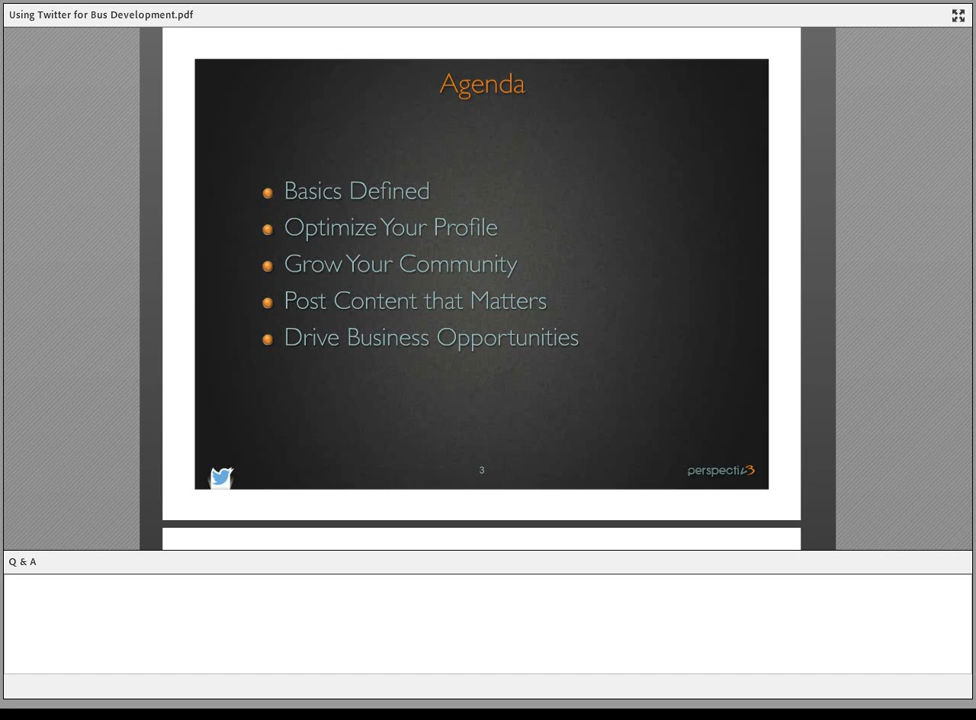 Using Twitter for Bus Development.pdf
Agenda
Basics Defined
Optimize Your Profile
Grow Your Community
Post Content that Matters
Drive Business Opportunities
3
perspectiv3
Q & A